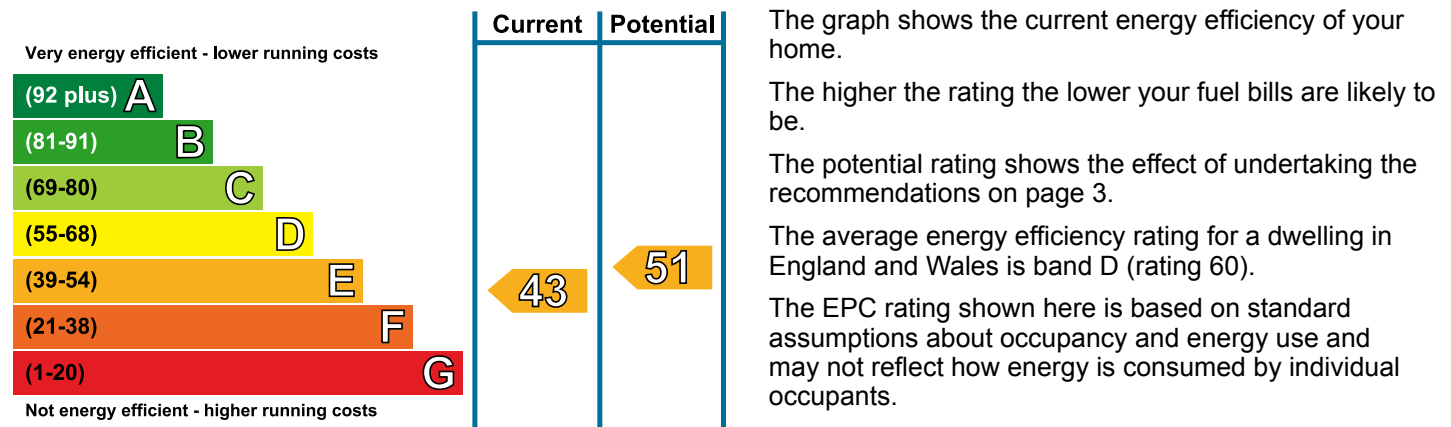 Current Potential
Very energy efficient - lower running costs
(92 plus) A
(81-91) B
(69-80) C
(55-68) D
(39-54) E
(21-38) F
(1-20) G
43
51
Not energy efficient - higher running costs
The graph shows the current energy efficiency of your
home.
The higher the rating the lower your fuel bills are likely to
be.
The potential rating shows the effect of undertaking the
recommendations on page 3.
The average energy efficiency rating for a dwelling in
England and Wales is band D (rating 60).
The EPC rating shown here is based on standard
assumptions about occupancy and energy use and
may not reflect how energy is consumed by individual
occupants.